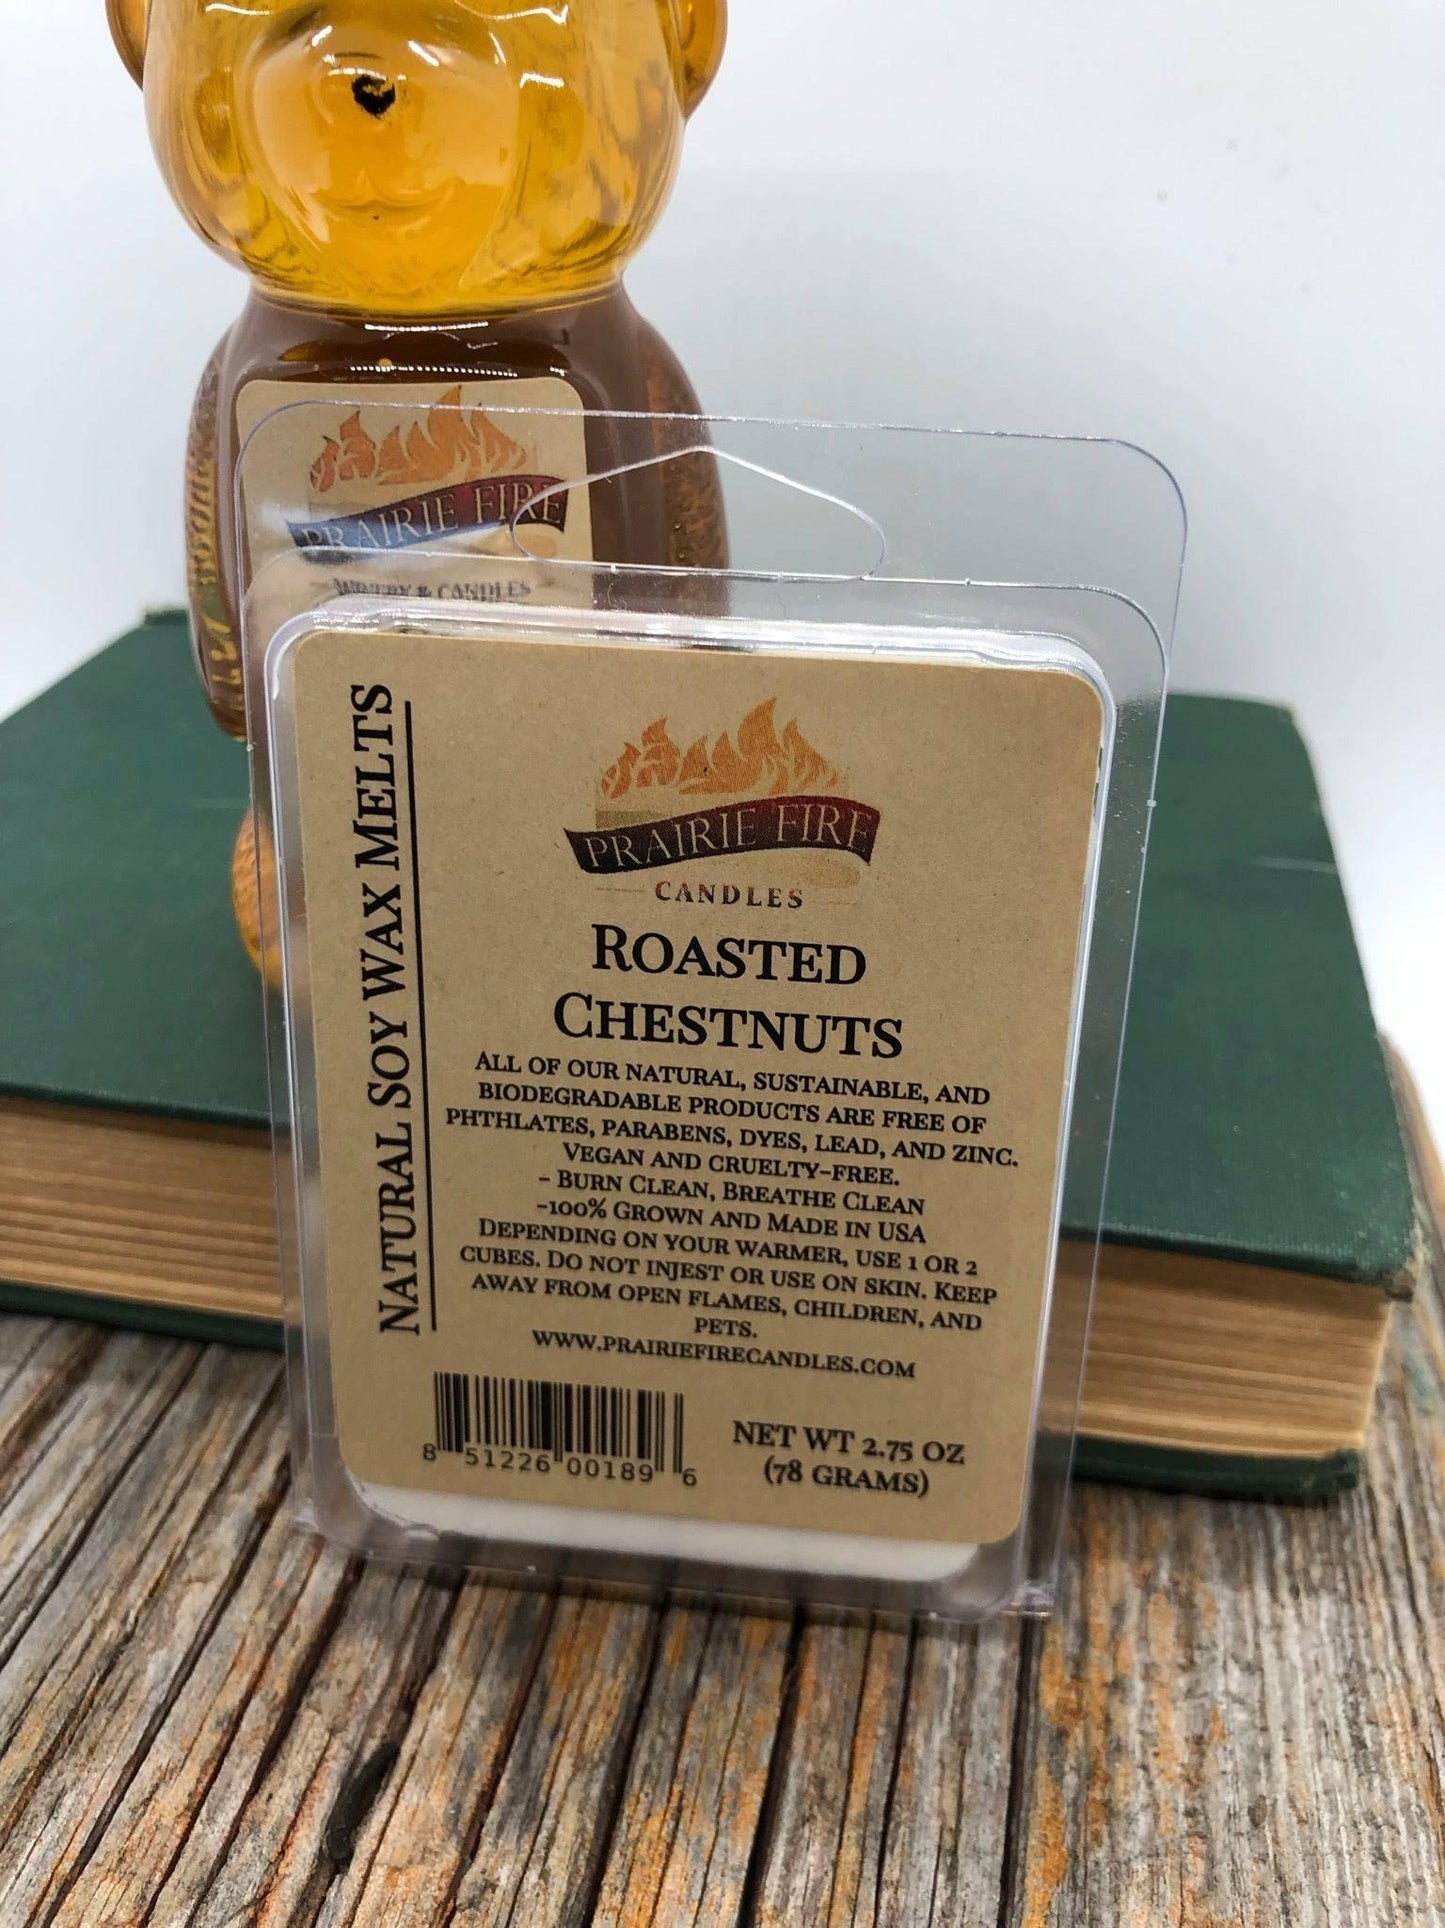 PRAIRIE FIRE
WINERY & CANDLES
NATURAL SOY WAX MELTS
PRAIRIE FIRE
CANDLES
ROASTED
CHESTNUTS
ALL OF OUR NATURAL, SUSTAINABLE, AND
BIODEGRADABLE PRODUCTS ARE FREE OF
PHTHLATES, PARABENS, DYES, LEAD, AND ZINC.
VEGAN AND CRUELTY-FREE.
- BURN CLEAN, BREATHE CLEAN
-100% GROWN AND MADE IN USA
DEPENDING ON YOUR WARMER, USE 1 OR 2
CUBES. DO NOT INJEST OR USE ON SKIN. KEEP
AWAY FROM OPEN FLAMES, CHILDREN, AND
PETS.
WWW.PRAIRIEFIRECANDLES.COM
8 51226 00189 6
NET WT 2.75 OZ
(78 GRAMS)